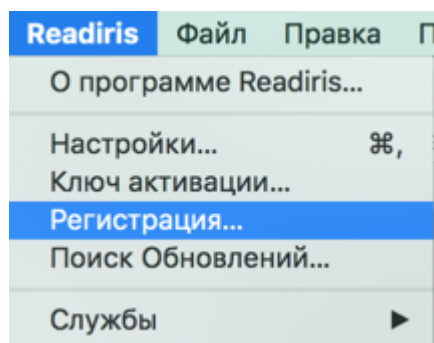 Readiris Файл Правка
О программе Readiris...
Настройки... ⌘,
Ключ активации...
Регистрация...
Поиск Обновлений...
Службы ▶